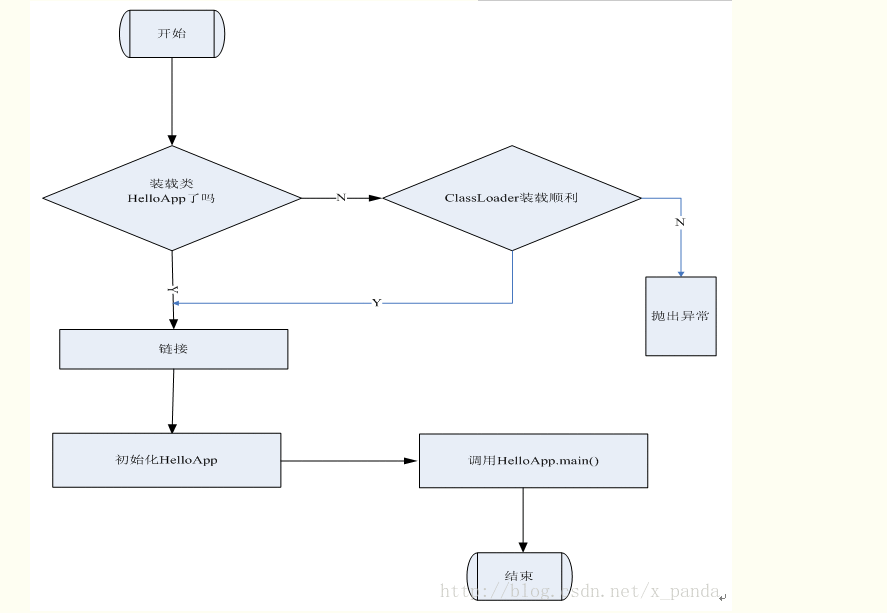 开始
装载类
HelloApp了吗
N
ClassLoader装载顺利
N
Y
Y
抛出异常
链接
初始化HelloApp
调用HelloApp.main()
结束
http://blog.csdn.net/x_panda